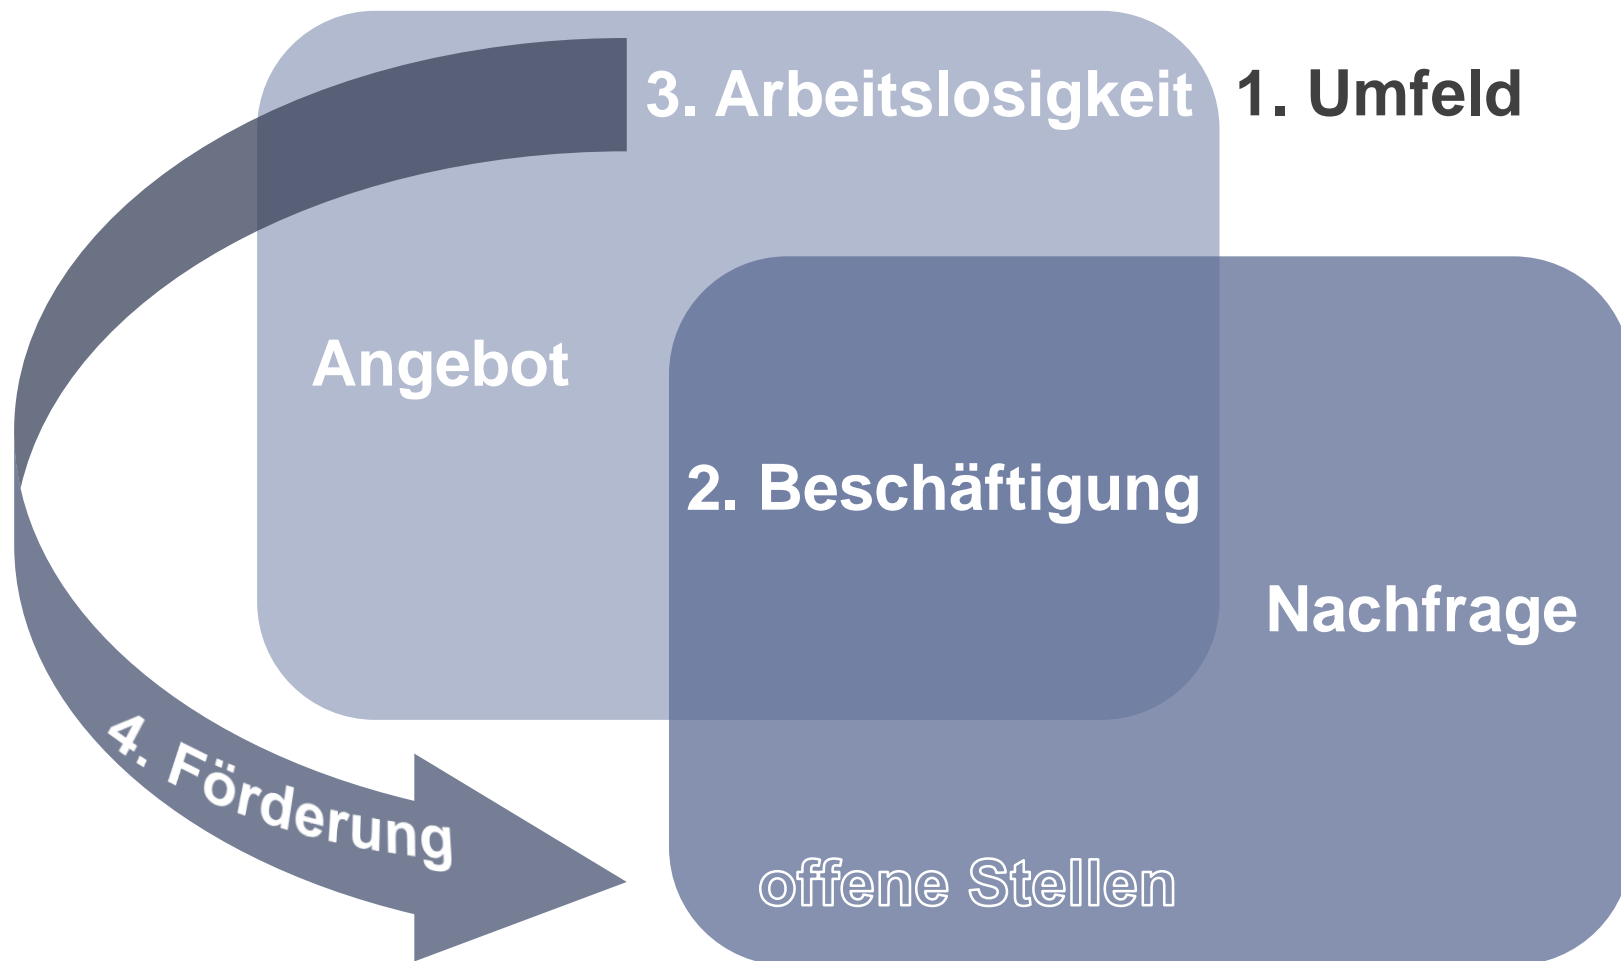 3. Arbeitslosigkeit
1. Umfeld
Angebot
2. Beschäftigung
Nachfrage
4. Förderung
offene Stellen